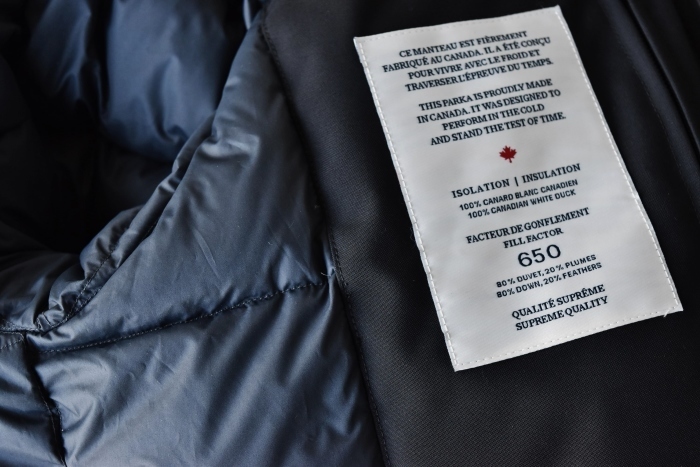 CE MANTEAU EST FIÈREMENT
FABRIQUÉ AU CANADA. IL A ÉTÉ CONÇU
POUR VIVRE AVEC LE FROID ET
TRAVERSER L'ÉPREUVE DU TEMPS.
THIS PARKA IS PROUDLY MADE
IN CANADA. IT WAS DESIGNED TO
PERFORM IN THE COLD
AND STAND THE TEST OF TIME.
ISOLATION | INSULATION
100% CANARD BLANC CANADIEN
100% CANADIAN WHITE DUCK
FACTEUR DE GONFLEMENT
FILL FACTOR
650
80% DUVET, 20% PLUMES
80% DOWN, 20% FEATHERS
QUALITÉ SUPRÊME
SUPREME QUALITY